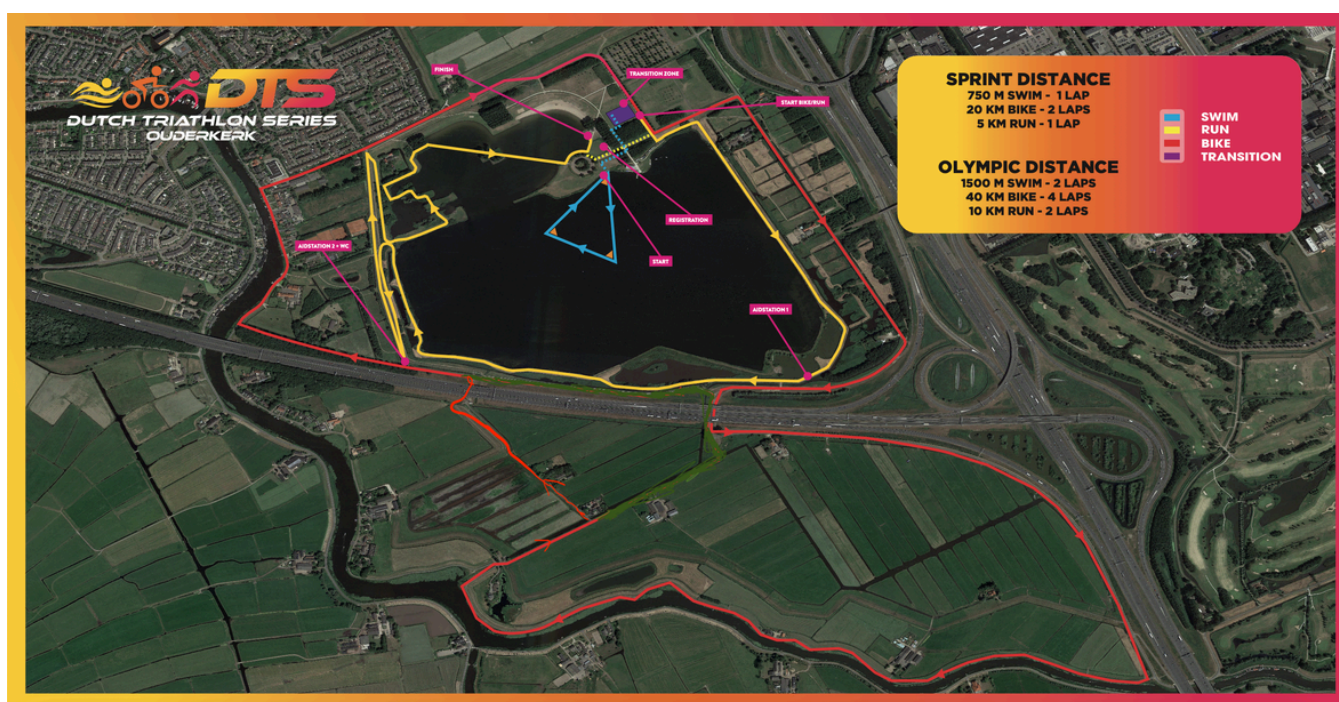 DTS
DUTCH TRIATHLON SERIES
OUDERKERK
FINISH
TRANSITION ZONE
START BIKE/RUN
REGISTRATION
START
AIDSTATION 2 + WC
AIDSTATION 1
SPRINT DISTANCE
750 M SWIM - 1 LAP
20 KM BIKE - 2 LAPS
5 KM RUN - 1 LAP
OLYMPIC DISTANCE
1500 M SWIM - 2 LAPS
40 KM BIKE - 4 LAPS
10 KM RUN - 2 LAPS
SWIM
RUN
BIKE
TRANSITION